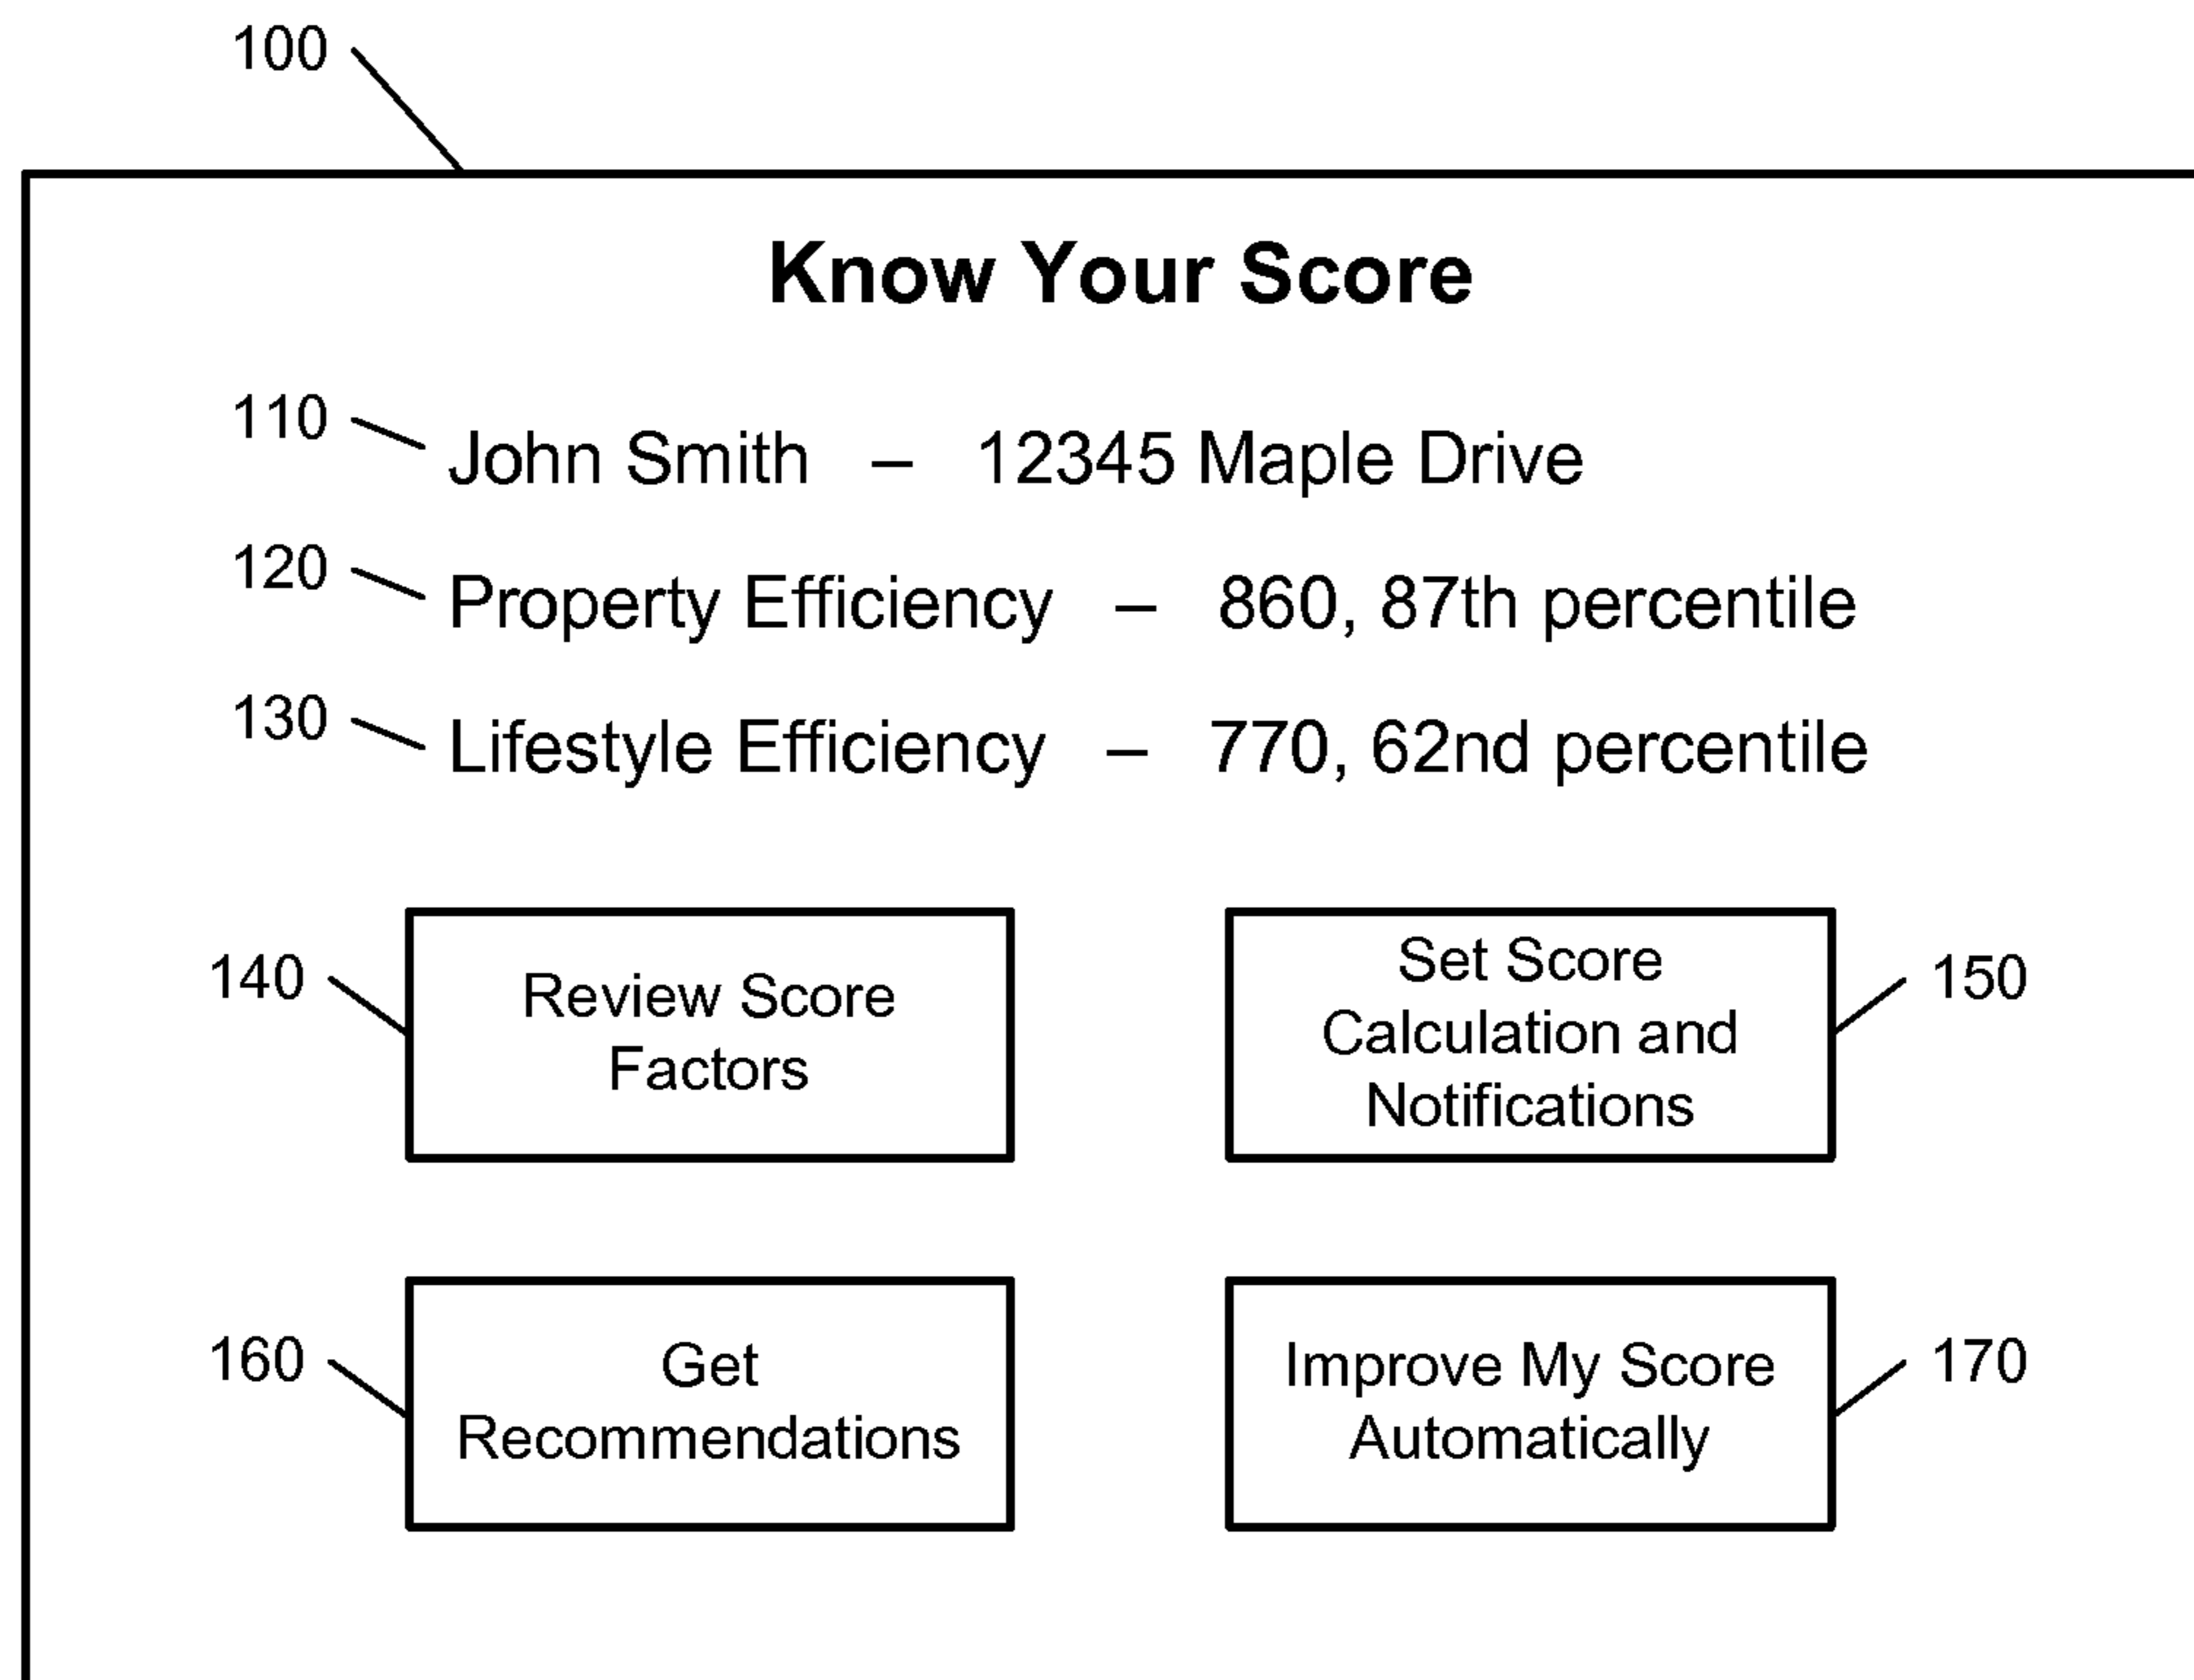 100
Know Your Score
110 John Smith – 12345 Maple Drive
120 Property Efficiency – 860, 87th percentile
130 Lifestyle Efficiency – 770, 62nd percentile
140
Review Score
Factors
Set Score
Calculation and
Notifications
150
160
Get
Recommendations
Improve My Score
Automatically
170